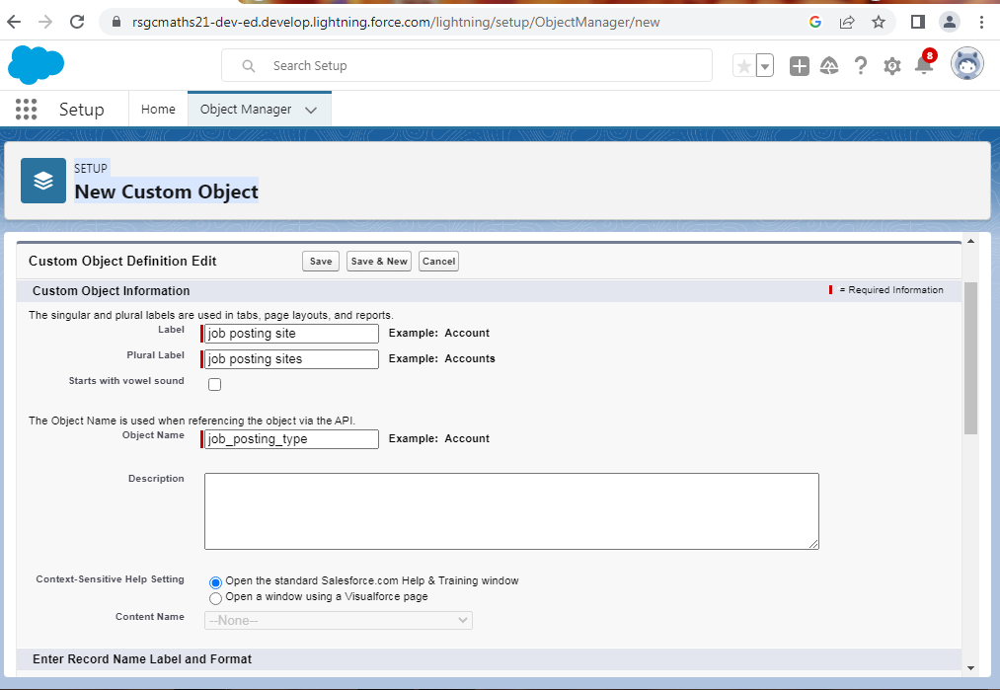 rsgcmaths21-dev-ed.develop.lightning.force.com/lightning/setup/ObjectManager/new
Search Setup
8
Setup
Home
Object Manager
SETUP
New Custom Object
Custom Object Definition Edit
Save
Save & New
Cancel
Custom Object Information
= Required Information
The singular and plural labels are used in tabs, page layouts, and reports.
Label job posting site Example: Account
Plural Label job posting sites Example: Accounts
Starts with vowel sound
The Object Name is used when referencing the object via the API.
Object Name job_posting_type Example: Account
Description
Context-Sensitive Help Setting Open the standard Salesforce.com Help & Training window
Open a window using a Visualforce page
Content Name --None--
Enter Record Name Label and Format